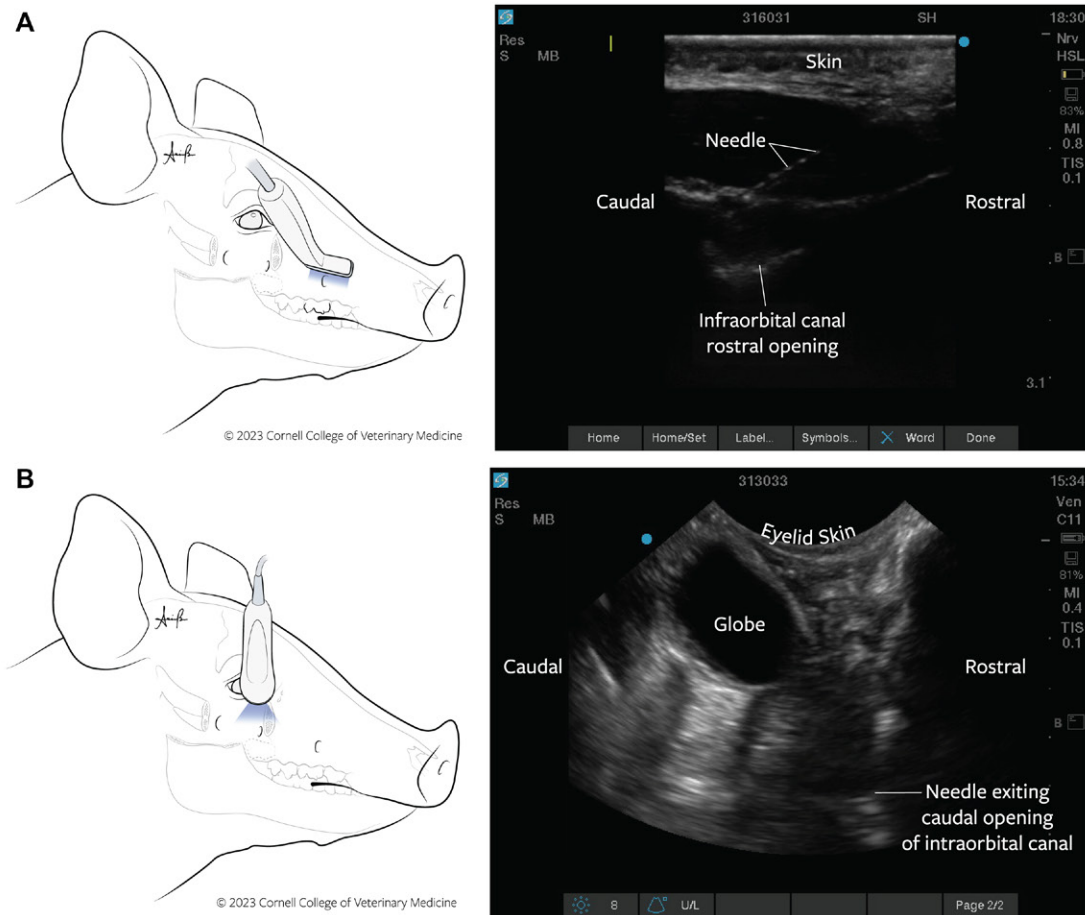 A
316031 SH 18:30
Res
S MB
Nrv
HSL
83%
MI
0.8
TIS
0.1
Skin
Needle
Caudal
Rostral
B
Infraorbital canal
rostral opening
3.1
© 2023 Cornell College of Veterinary Medicine
Home Home/Set Label... Symbols... Word Done
B
313033 15:34
Res
S MB
Ven
C11
81%
MI
0.4
TIS
0.1
Eyelid Skin
Globe
Caudal
Rostral
B
Needle exiting
caudal opening
of intraorbital canal
© 2023 Cornell College of Veterinary Medicine
8 U/L Page 2/2